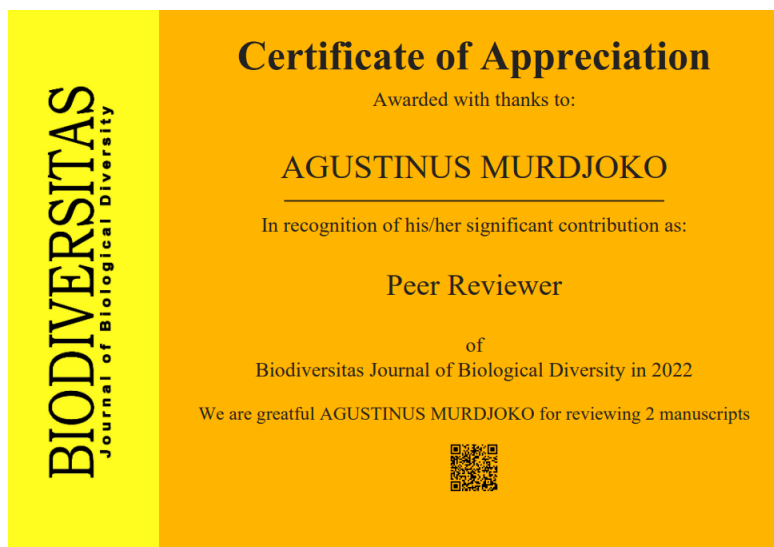 BIODIVERSITAS
Journal of Biological Diversity
Certificate of Appreciation
Awarded with thanks to:
AGUSTINUS MURDJOKO
In recognition of his/her significant contribution as:
Peer Reviewer
of
Biodiversitas Journal of Biological Diversity in 2022
We are greatful AGUSTINUS MURDJOKO for reviewing 2 manuscripts